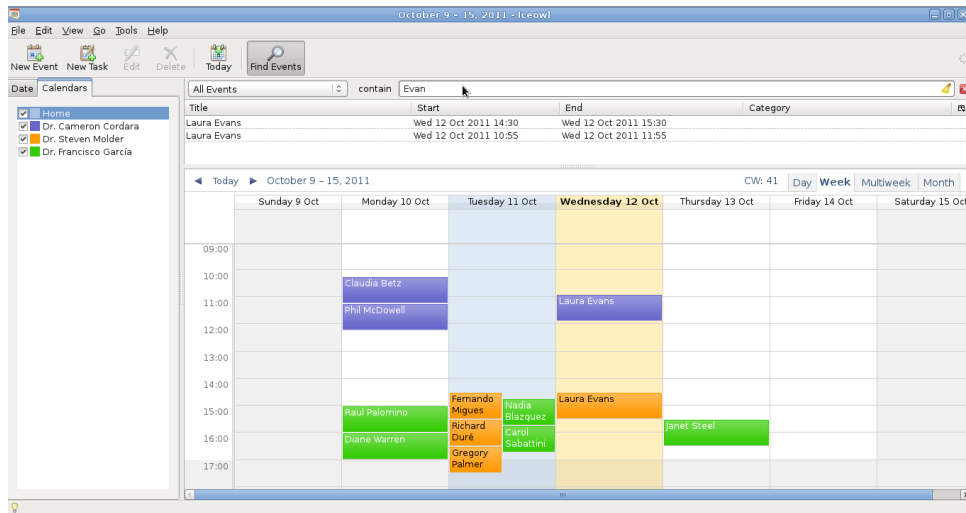 October 9 – 15, 2011 - Iceowl
File Edit View Go Tools Help
New Event New Task Edit Delete Today Find Events
Date Calendars
All Events contain Evan
Title Start End Category
Laura Evans Wed 12 Oct 2011 14:30 Wed 12 Oct 2011 15:30
Laura Evans Wed 12 Oct 2011 10:55 Wed 12 Oct 2011 11:55
Home
Dr. Cameron Cordara
Dr. Steven Molder
Dr. Francisco García
Today October 9 – 15, 2011 CW: 41 Day Week Multiweek Month
Sunday 9 Oct Monday 10 Oct Tuesday 11 Oct Wednesday 12 Oct Thursday 13 Oct Friday 14 Oct Saturday 15 Oct
09:00
10:00
Claudia Betz
11:00
Laura Evans
Phil McDowell
12:00
13:00
14:00
Fernando Migues
Laura Evans
Nadia Blazquez
15:00
Raul Palomino
Richard Duré
Janet Steel
Carol Sabattini
16:00
Diane Warren
Gregory Palmer
17:00